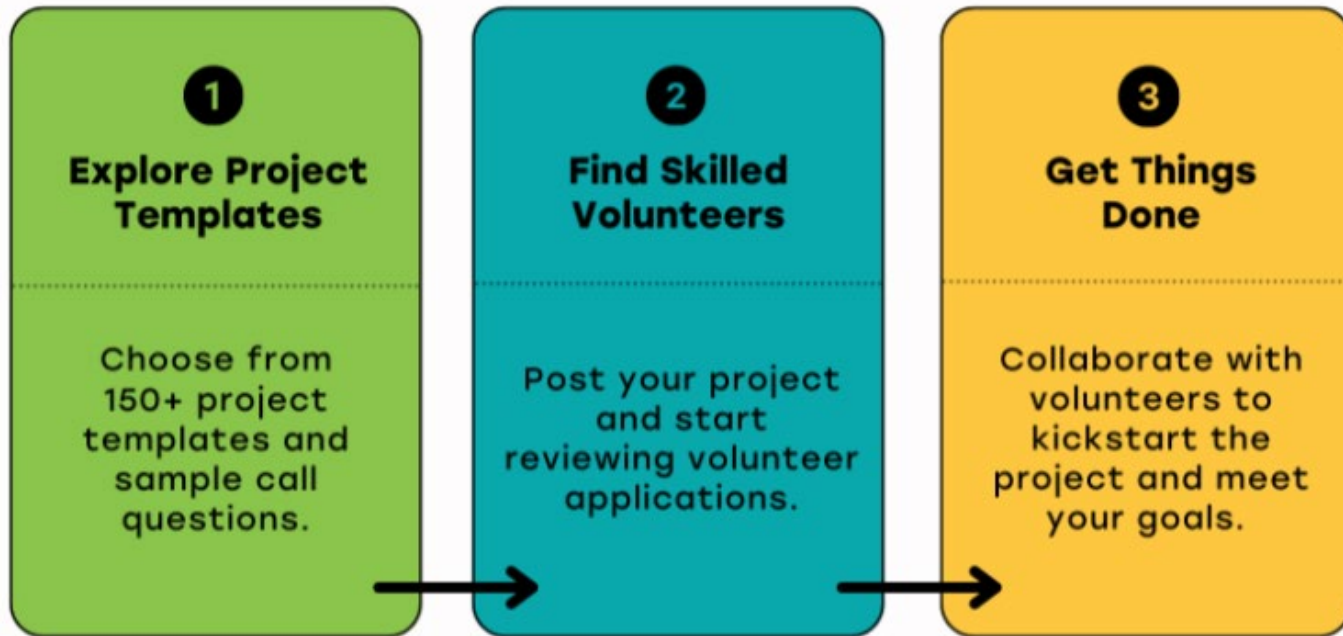 1
Explore Project
Templates
Choose from
150+ project
templates and
sample call
questions.
2
Find Skilled
Volunteers
Post your project
and start
reviewing volunteer
applications.
3
Get Things
Done
Collaborate with
volunteers to
kickstart the
project and meet
your goals.